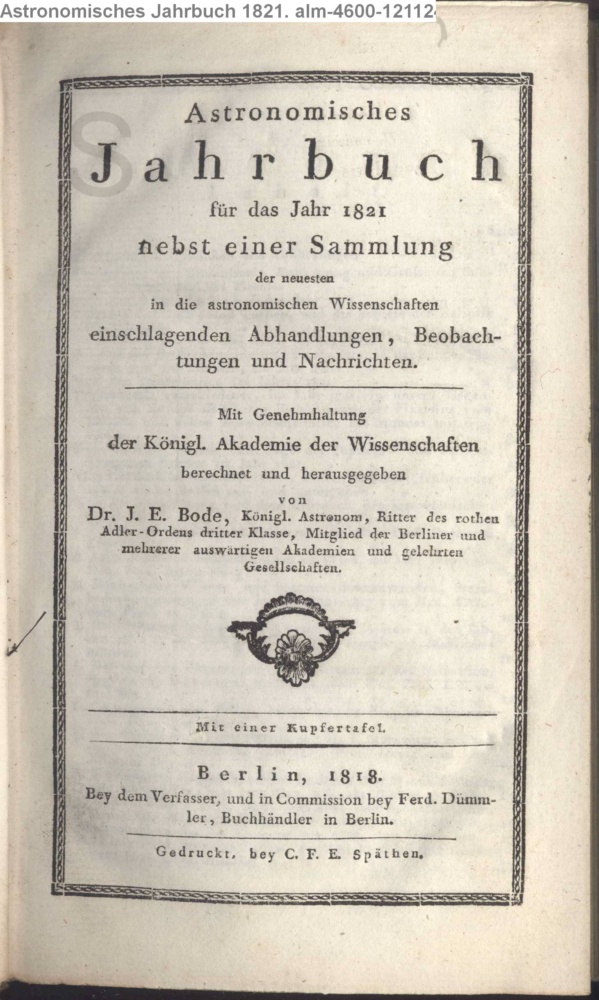 Astronomisches Jahrbuch 1821. alm-4600-12112
Astronomisches
Jahrbuch
für das Jahr 1821
nebst einer Sammlung
der neuesten
in die astronomischen Wissenschaften
einschlagenden Abhandlungen, Beobach-
tungen und Nachrichten.
Mit Genehmhaltung
der Königl. Akademie der Wissenschaften
berechnet und herausgegeben
von
Dr. J. E. Bode, Königl. Astronom, Ritter des rothen
Adler-Ordens dritter Klasse, Mitglied der Berliner und
mehrerer auswärtigen Akademien und gelehrten
Gesellschaften.
Mit einer Kupfertafel.
Berlin, 1818.
Bey dem Verfasser, und in Commission bey Ferd. Dümm-
ler, Buchhändler in Berlin.
Gedruckt, bey C. F. E. Späthen.